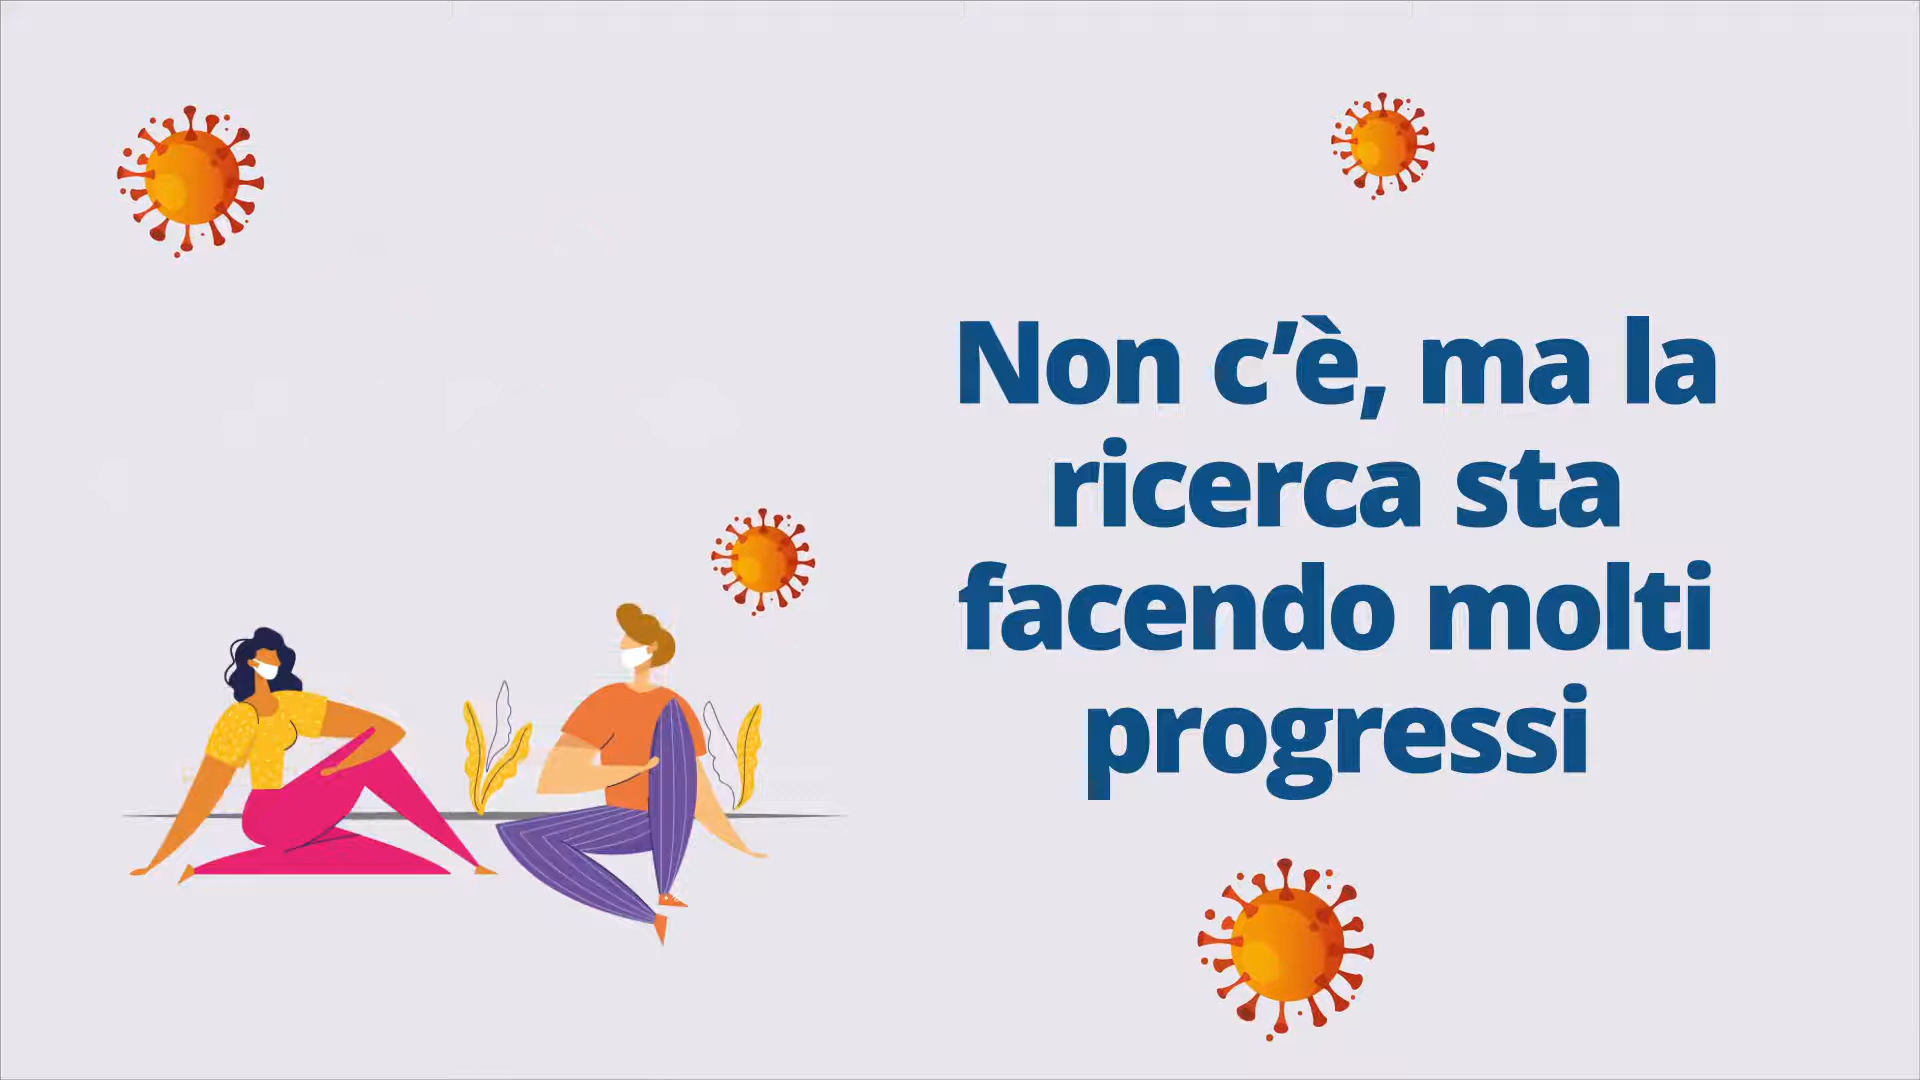 Non c’è, ma la
ricerca sta
facendo molti
progressi